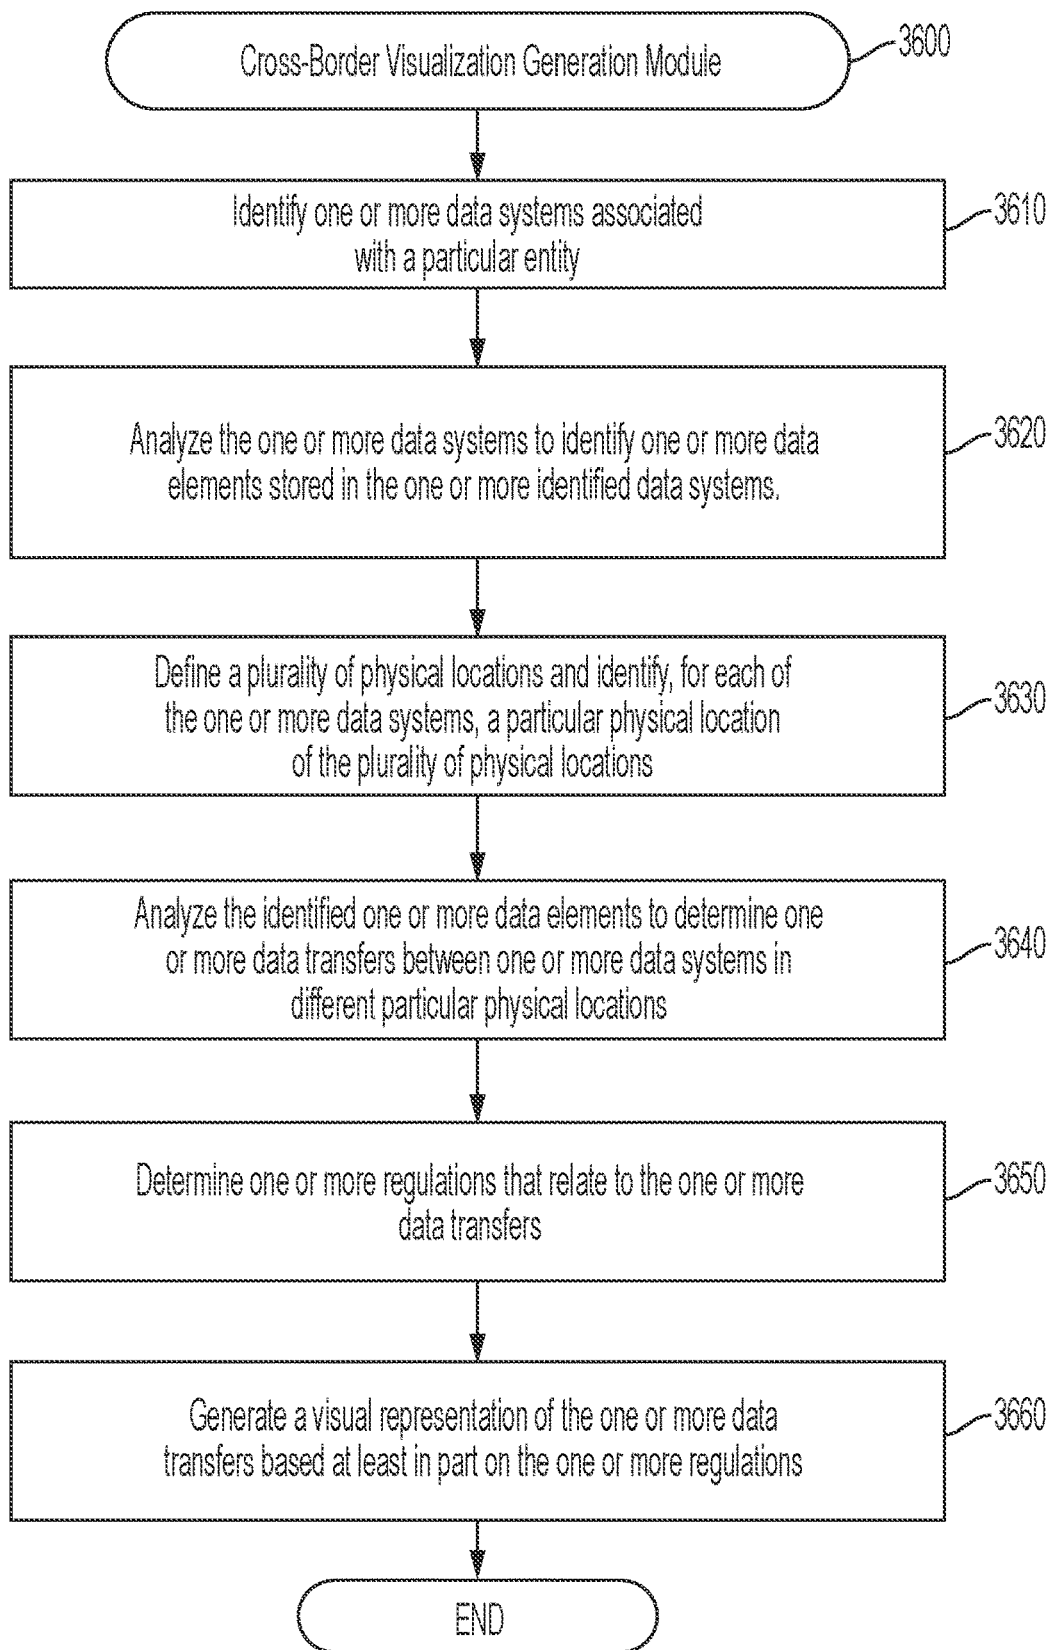 Cross-Border Visualization Generation Module
3600
Identify one or more data systems associated
with a particular entity
3610
Analyze the one or more data systems to identify one or more data
elements stored in the one or more identified data systems.
3620
Define a plurality of physical locations and identify, for each of
the one or more data systems, a particular physical location
of the plurality of physical locations
3630
Analyze the identified one or more data elements to determine one
or more data transfers between one or more data systems in
different particular physical locations
3640
Determine one or more regulations that relate to the one or more
data transfers
3650
Generate a visual representation of the one or more data
transfers based at least in part on the one or more regulations
3660
END